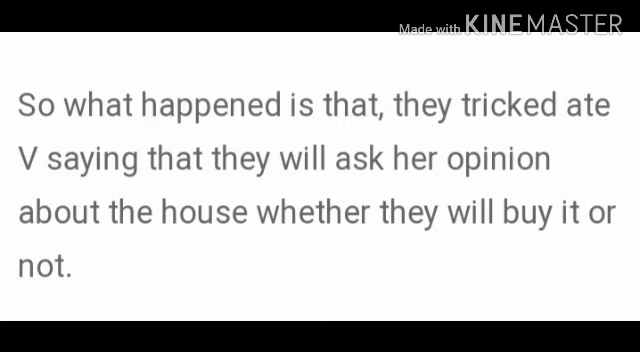 Made with KINEMASTER
So what happened is that, they tricked ate
V saying that they will ask her opinion
about the house whether they will buy it or
not.